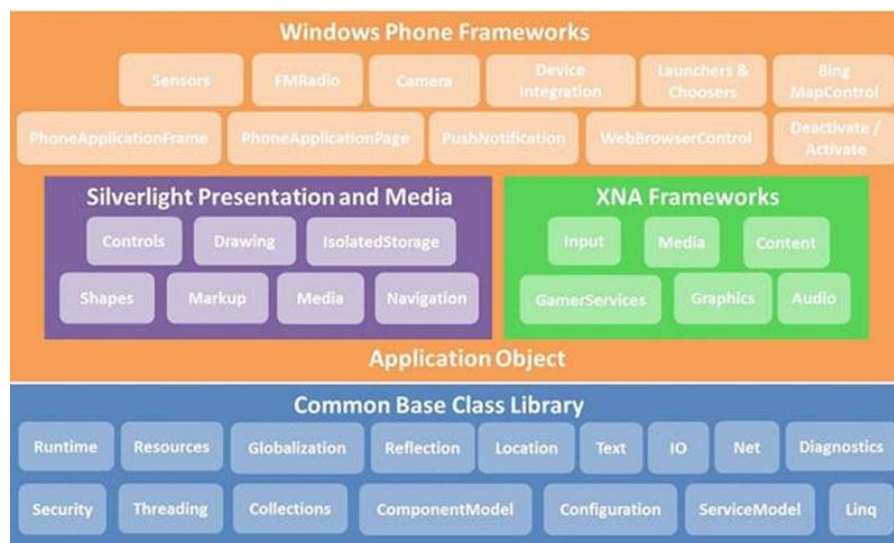 Windows Phone Frameworks
Sensors
FMRadio
Camera
Device
Integration
Launchers &
Choosers
Bing
MapControl
PhoneApplicationFrame
PhoneApplicationPage
PushNotification
WebBrowserControl
Deactivate /
Activate
Silverlight Presentation and Media
Controls
Drawing
IsolatedStorage
Shapes
Markup
Media
Navigation
XNA Frameworks
Input
Media
Content
GamerServices
Graphics
Audio
Application Object
Common Base Class Library
Runtime
Resources
Globalization
Reflection
Location
Text
IO
Net
Diagnostics
Security
Threading
Collections
ComponentModel
Configuration
ServiceModel
Linq